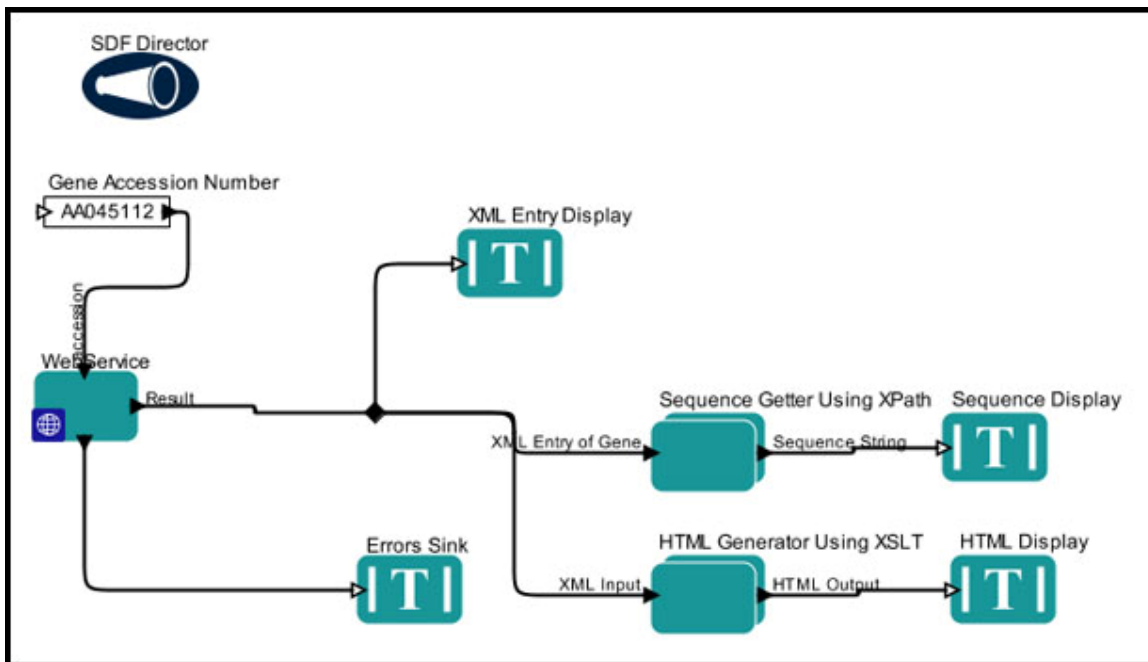 SDF Director
Gene Accession Number
AA045112
XML Entry Display
T
accession
WebService
Result
Sequence Getter Using XPath
Sequence Display
XML Entry of Gene
Sequence String
T
Errors Sink
T
HTML Generator Using XSLT
HTML Display
XML Input
HTML Output
T